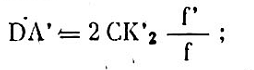 DA' = 2 CK'₂ f'/f ;